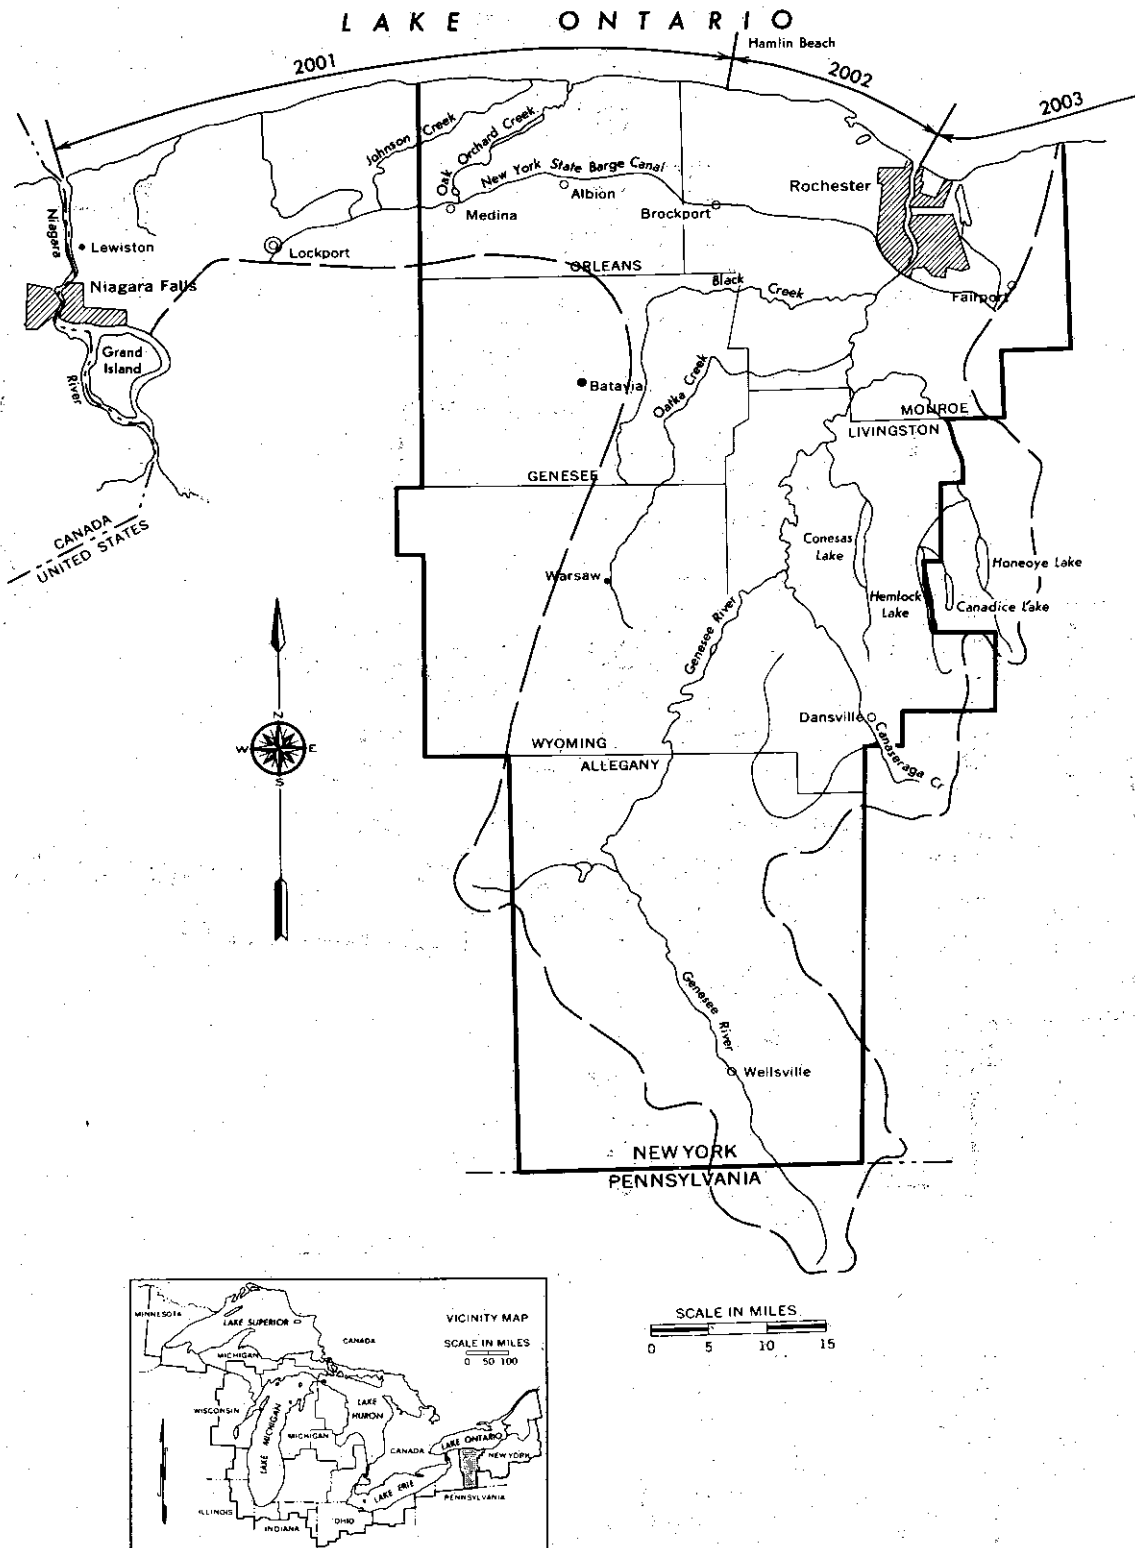 LAKE ONTARIO
Hamlin Beach
2001
2002
2003
Johnson Creek
Oak Orchard Creek
New York State Barge Canal
Albion
Medina
Brockport
Rochester
Niagara
Lewiston
Lockport
Niagara Falls
ORLEANS
Black Creek
Fairport
Grand
Island
River
Batavia
Oatka Creek
MONROE
LIVINGSTON
GENESEE
CANADA
UNITED STATES
Conesas
Lake
Honeoye Lake
Warsaw
Hemlock
Lake
Canadice Lake
Genesee River
N
W E
S
Dansville
Canaseraga Cr
WYOMING
ALLEGANY
Genesee River
Wellsville
NEW YORK
PENNSYLVANIA
SCALE IN MILES
0 5 10 15
VICINITY MAP
SCALE IN MILES
0 50 100
MINNESOTA
LAKE SUPERIOR
CANADA
MICHIGAN
WISCONSIN
LAKE MICHIGAN
MICHIGAN
LAKE
HURON
CANADA
LAKE ONTARIO
NEW YORK
LAKE ERIE
PENNSYLVANIA
ILLINOIS
INDIANA
OHIO